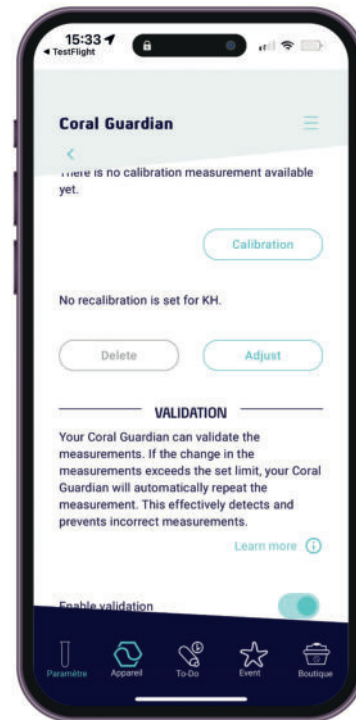 15:33
◄ TestFlight
Coral Guardian
There is no calibration measurement available
yet.
Calibration
No recalibration is set for KH.
Delete
Adjust
VALIDATION
Your Coral Guardian can validate the
measurements. If the change in the
measurements exceeds the set limit, your Coral
Guardian will automatically repeat the
measurement. This effectively detects and
prevents incorrect measurements.
Learn more
Enable validation
Paramètre
Appareil
To-Do
Event
Boutique